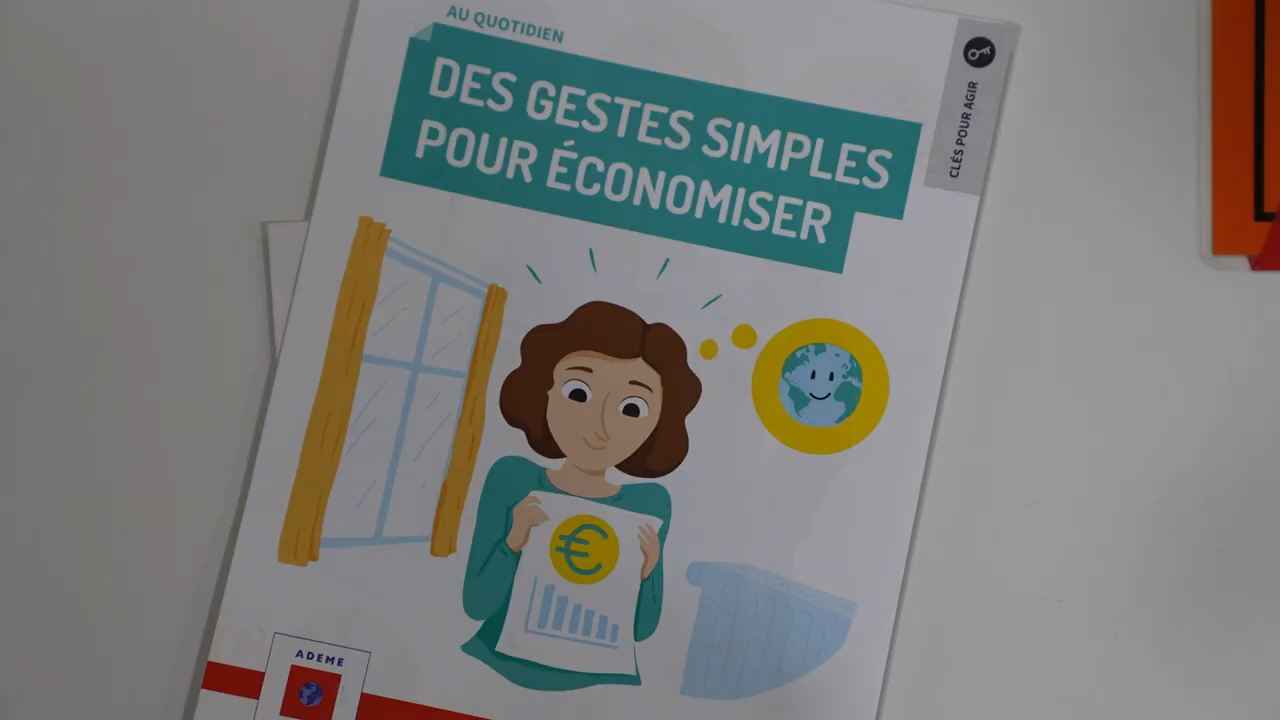 AU QUOTIDIEN
DES GESTES SIMPLES
POUR ÉCONOMISER
CLÉS POUR AGIR
€
ADEME